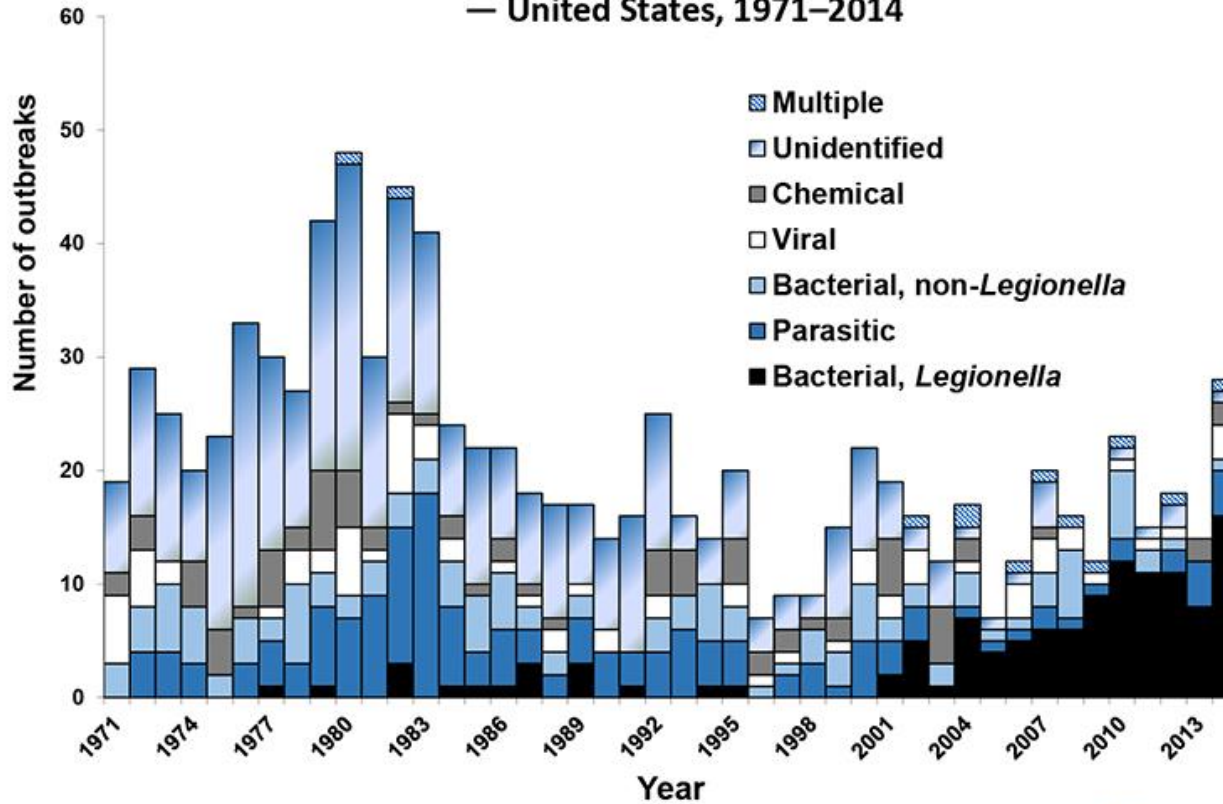 — United States, 1971–2014
60
50
40
30
20
10
0
Number of outbreaks
Multiple
Unidentified
Chemical
Viral
Bacterial, non-Legionella
Parasitic
Bacterial, Legionella
1971
1974
1977
1980
1983
1986
1989
1992
1995
1998
2001
2004
2007
2010
2013
Year